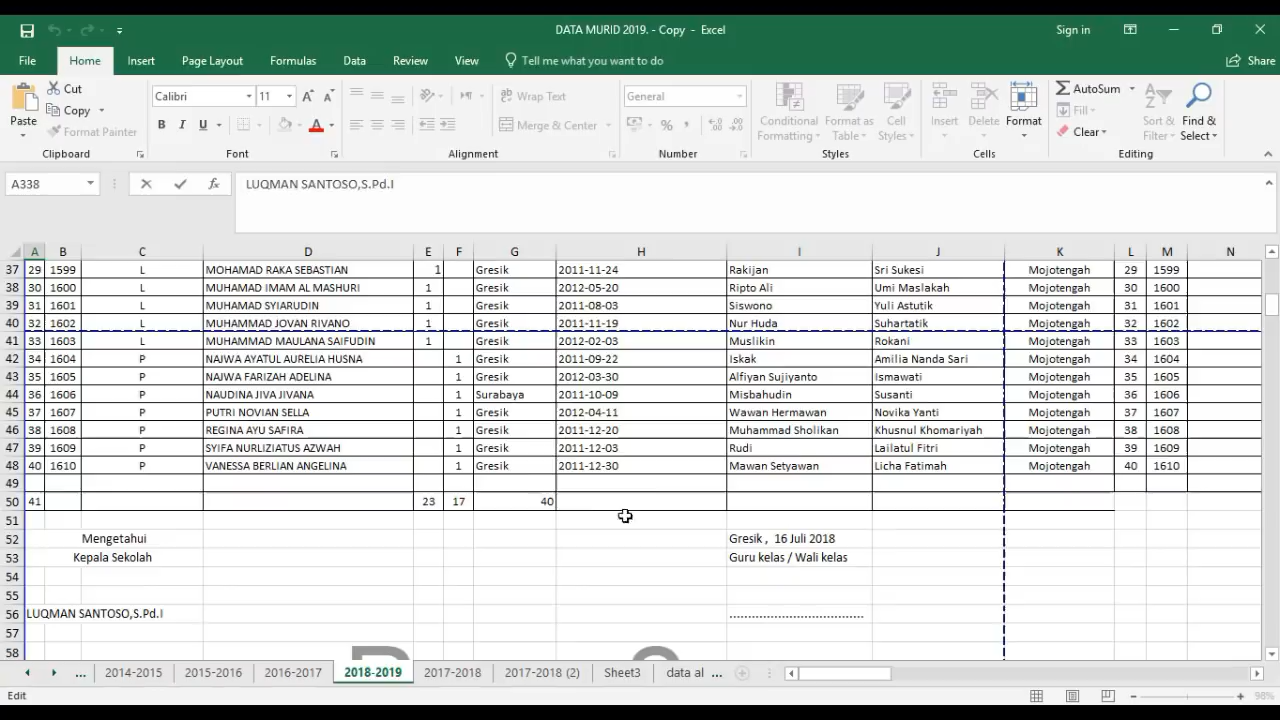 DATA MURID 2019. - Copy - Excel
Sign in
File Home Insert Page Layout Formulas Data Review View Tell me what you want to do Share
Paste Cut Copy Format Painter Clipboard
Calibri 11 B I U A Font
Wrap Text Merge & Center Alignment
General % Number
Conditional Formatting Format as Table Cell Styles Styles
Insert Delete Format Cells
AutoSum Fill Clear Sort & Filter Find & Select Editing
A338 fx LUQMAN SANTOSO,S.Pd.I
A B C D E F G H I J K L M N
37 29 1599 L MOHAMAD RAKA SEBASTIAN 1 Gresik 2011-11-24 Rakijan Sri Sukesi Mojotengah 29 1599
38 30 1600 L MUHAMAD IMAM AL MASHURI 1 Gresik 2012-05-20 Ripto Ali Umi Maslakah Mojotengah 30 1600
39 31 1601 L MUHAMAD SYIARUDIN 1 Gresik 2011-08-03 Siswono Yuli Astutik Mojotengah 31 1601
40 32 1602 L MUHAMMAD JOVAN RIVANO 1 Gresik 2011-11-19 Nur Huda Suhartatik Mojotengah 32 1602
41 33 1603 L MUHAMMAD MAULANA SAIFUDIN 1 Gresik 2012-02-03 Muslikin Rokani Mojotengah 33 1603
42 34 1604 P NAJWA AYATUL AURELIA HUSNA 1 Gresik 2011-09-22 Iskak Amilia Nanda Sari Mojotengah 34 1604
43 35 1605 P NAJWA FARIZAH ADELINA 1 Gresik 2012-03-30 Alfiyan Sujiyanto Ismawati Mojotengah 35 1605
44 36 1606 P NAUDINA JIVA JIVANA 1 Surabaya 2011-10-09 Misbahudin Susanti Mojotengah 36 1606
45 37 1607 P PUTRI NOVIAN SELLA 1 Gresik 2012-04-11 Wawan Hermawan Novika Yanti Mojotengah 37 1607
46 38 1608 P REGINA AYU SAFIRA 1 Gresik 2011-12-20 Muhammad Sholikan Khusnul Khomariyah Mojotengah 38 1608
47 39 1609 P SYIFA NURLIZIATUS AZWAH 1 Gresik 2011-12-03 Rudi Lailatul Fitri Mojotengah 39 1609
48 40 1610 P VANESSA BERLIAN ANGELINA 1 Gresik 2011-12-30 Mawan Setyawan Licha Fatimah Mojotengah 40 1610
49
50 41 23 17 40
51
52 Mengetahui Gresik , 16 Juli 2018
53 Kepala Sekolah Guru kelas / Wali kelas
54
55
56 LUQMAN SANTOSO,S.Pd.I ..................................
57
58
... 2014-2015 2015-2016 2016-2017 2018-2019 2017-2018 2017-2018 (2) Sheet3 data al ...
Edit 98%